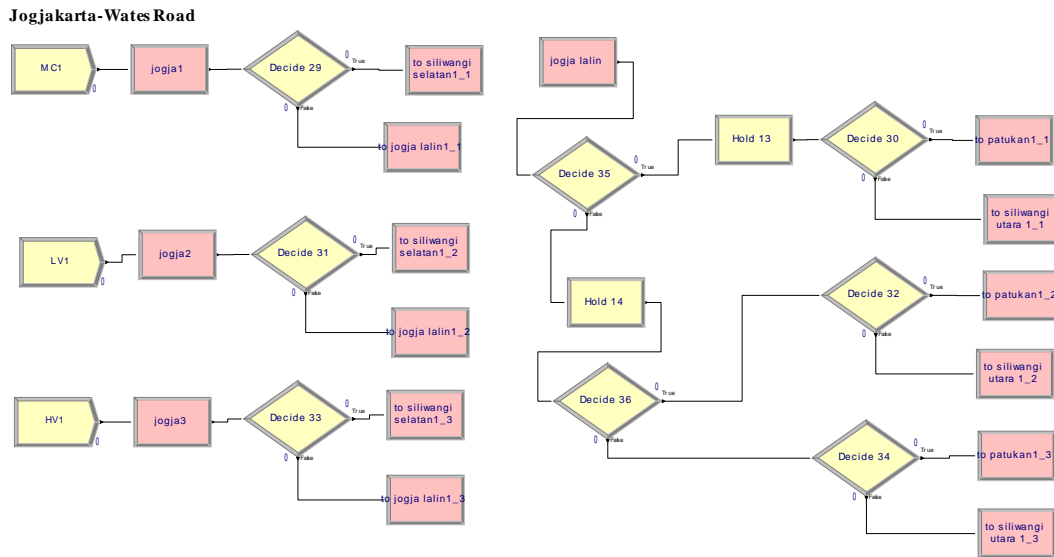 Jogjakarta-Wates Road
MC1
0
jogja1
Decide 29
0
True
0
False
to siliwangi
selatan1_1
to jogja lalin1_1
LV1
0
jogja2
Decide 31
0
True
0
False
to siliwangi
selatan1_2
to jogja lalin1_2
HV1
0
jogja3
Decide 33
0
True
0
False
to siliwangi
selatan1_3
to jogja lalin1_3
jogja lalin
Decide 35
0
True
0
False
Hold 13
Decide 30
0
True
0
False
to patukan1_1
to siliwangi
utara 1_1
Hold 14
Decide 36
0
True
0
False
Decide 32
0
True
0
False
to patukan1_2
to siliwangi
utara 1_2
Decide 34
0
True
0
False
to patukan1_3
to siliwangi
utara 1_3